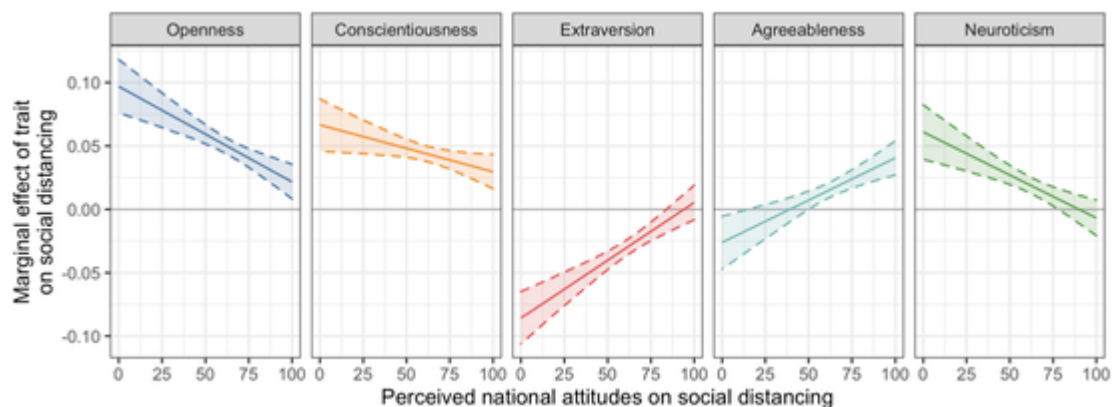 Openness Conscientiousness Extraversion Agreeableness Neuroticism
Marginal effect of trait
on social distancing
0.10
0.05
0.00
-0.05
-0.10
0 25 50 75 100 0 25 50 75 100 0 25 50 75 100 0 25 50 75 100 0 25 50 75 100
Perceived national attitudes on social distancing